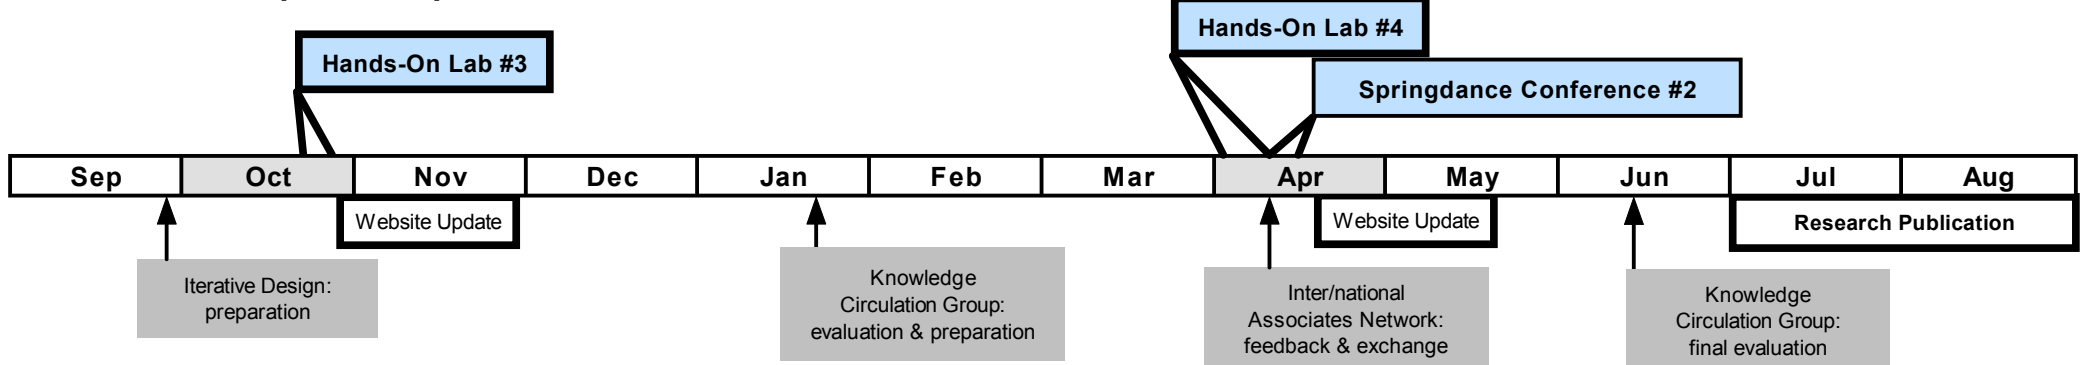 Hands-On Lab #4
Hands-On Lab #3
Springdance Conference #2
Sep Oct Nov Dec Jan Feb Mar Apr May Jun Jul Aug
Website Update
Website Update
Research Publication
Iterative Design:
preparation
Knowledge
Circulation Group:
evaluation & preparation
Inter/national
Associates Network:
feedback & exchange
Knowledge
Circulation Group:
final evaluation